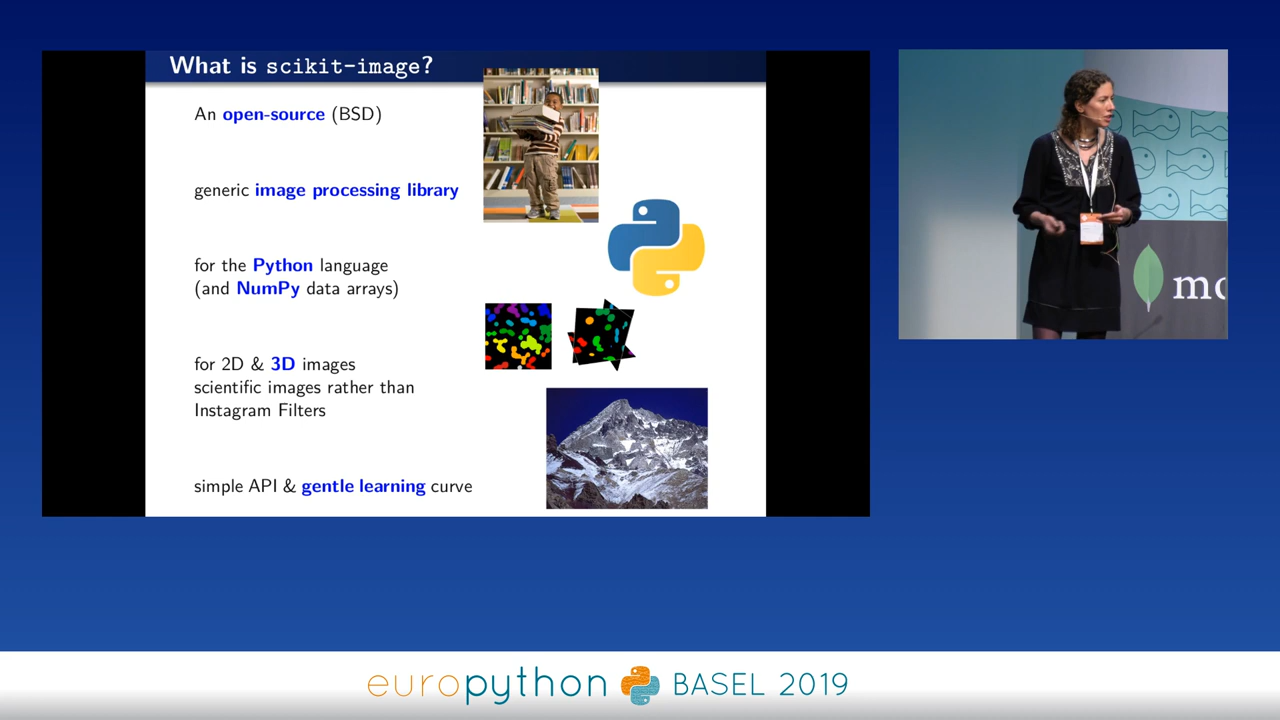 What is scikit-image?
An open-source (BSD)
generic image processing library
for the Python language
(and NumPy data arrays)
for 2D & 3D images
scientific images rather than
Instagram Filters
simple API & gentle learning curve
mo
europython BASEL 2019